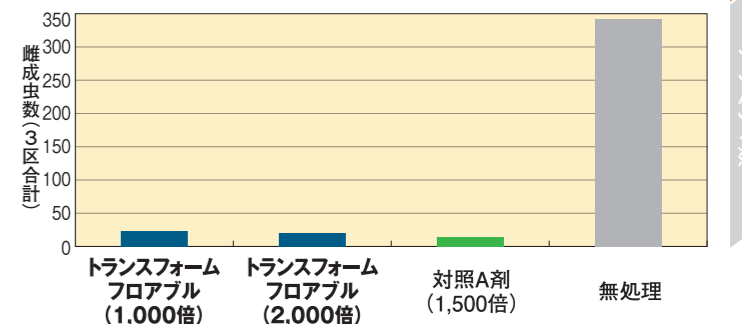 雌成虫数（3区合計）
350
300
250
200
150
100
50
0
トランスフォーム
フロアブル
（1,000倍）
トランスフォーム
フロアブル
（2,000倍）
対照A剤
（1,500倍）
無処理